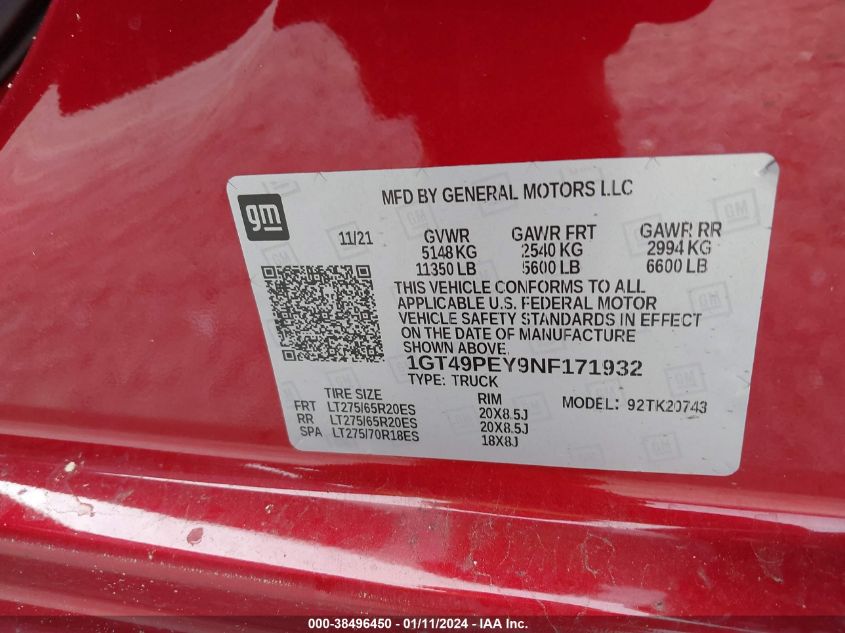 gm
MFD BY GENERAL MOTORS LLC
11/21 GVWR GAWR FRT GAWR RR
5148 KG 2540 KG 2994 KG
11350 LB 5600 LB 6600 LB
THIS VEHICLE CONFORMS TO ALL
APPLICABLE U.S. FEDERAL MOTOR
VEHICLE SAFETY STANDARDS IN EFFECT
ON THE DATE OF MANUFACTURE
SHOWN ABOVE.
1GT49PEY9NF171932
TYPE: TRUCK
TIRE SIZE RIM MODEL: 92TK20743
FRT LT275/65R20ES 20X8.5J
RR LT275/65R20ES 20X8.5J
SPA LT275/70R18ES 18X8J
000-38496450 - 01/11/2024 - IAAI.com